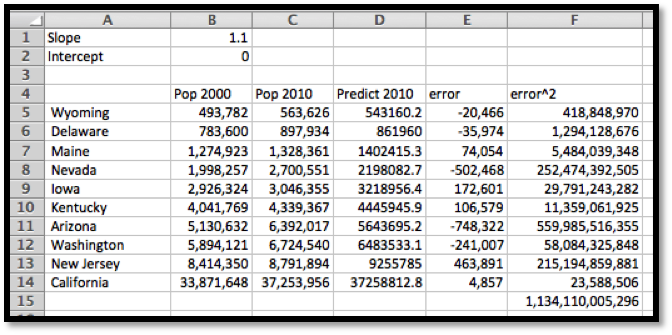 A B C D E F
1 Slope 1.1
2 Intercept 0
3
4 Pop 2000 Pop 2010 Predict 2010 error error^2
5 Wyoming 493,782 563,626 543160.2 -20,466 418,848,970
6 Delaware 783,600 897,934 861960 -35,974 1,294,128,676
7 Maine 1,274,923 1,328,361 1402415.3 74,054 5,484,039,348
8 Nevada 1,998,257 2,700,551 2198082.7 -502,468 252,474,392,505
9 Iowa 2,926,324 3,046,355 3218956.4 172,601 29,791,243,282
10 Kentucky 4,041,769 4,339,367 4445945.9 106,579 11,359,061,925
11 Arizona 5,130,632 6,392,017 5643695.2 -748,322 559,985,516,355
12 Washington 5,894,121 6,724,540 6483533.1 -241,007 58,084,325,848
13 New Jersey 8,414,350 8,791,894 9255785 463,891 215,194,859,881
14 California 33,871,648 37,253,956 37258812.8 4,857 23,588,506
15 1,134,110,005,296